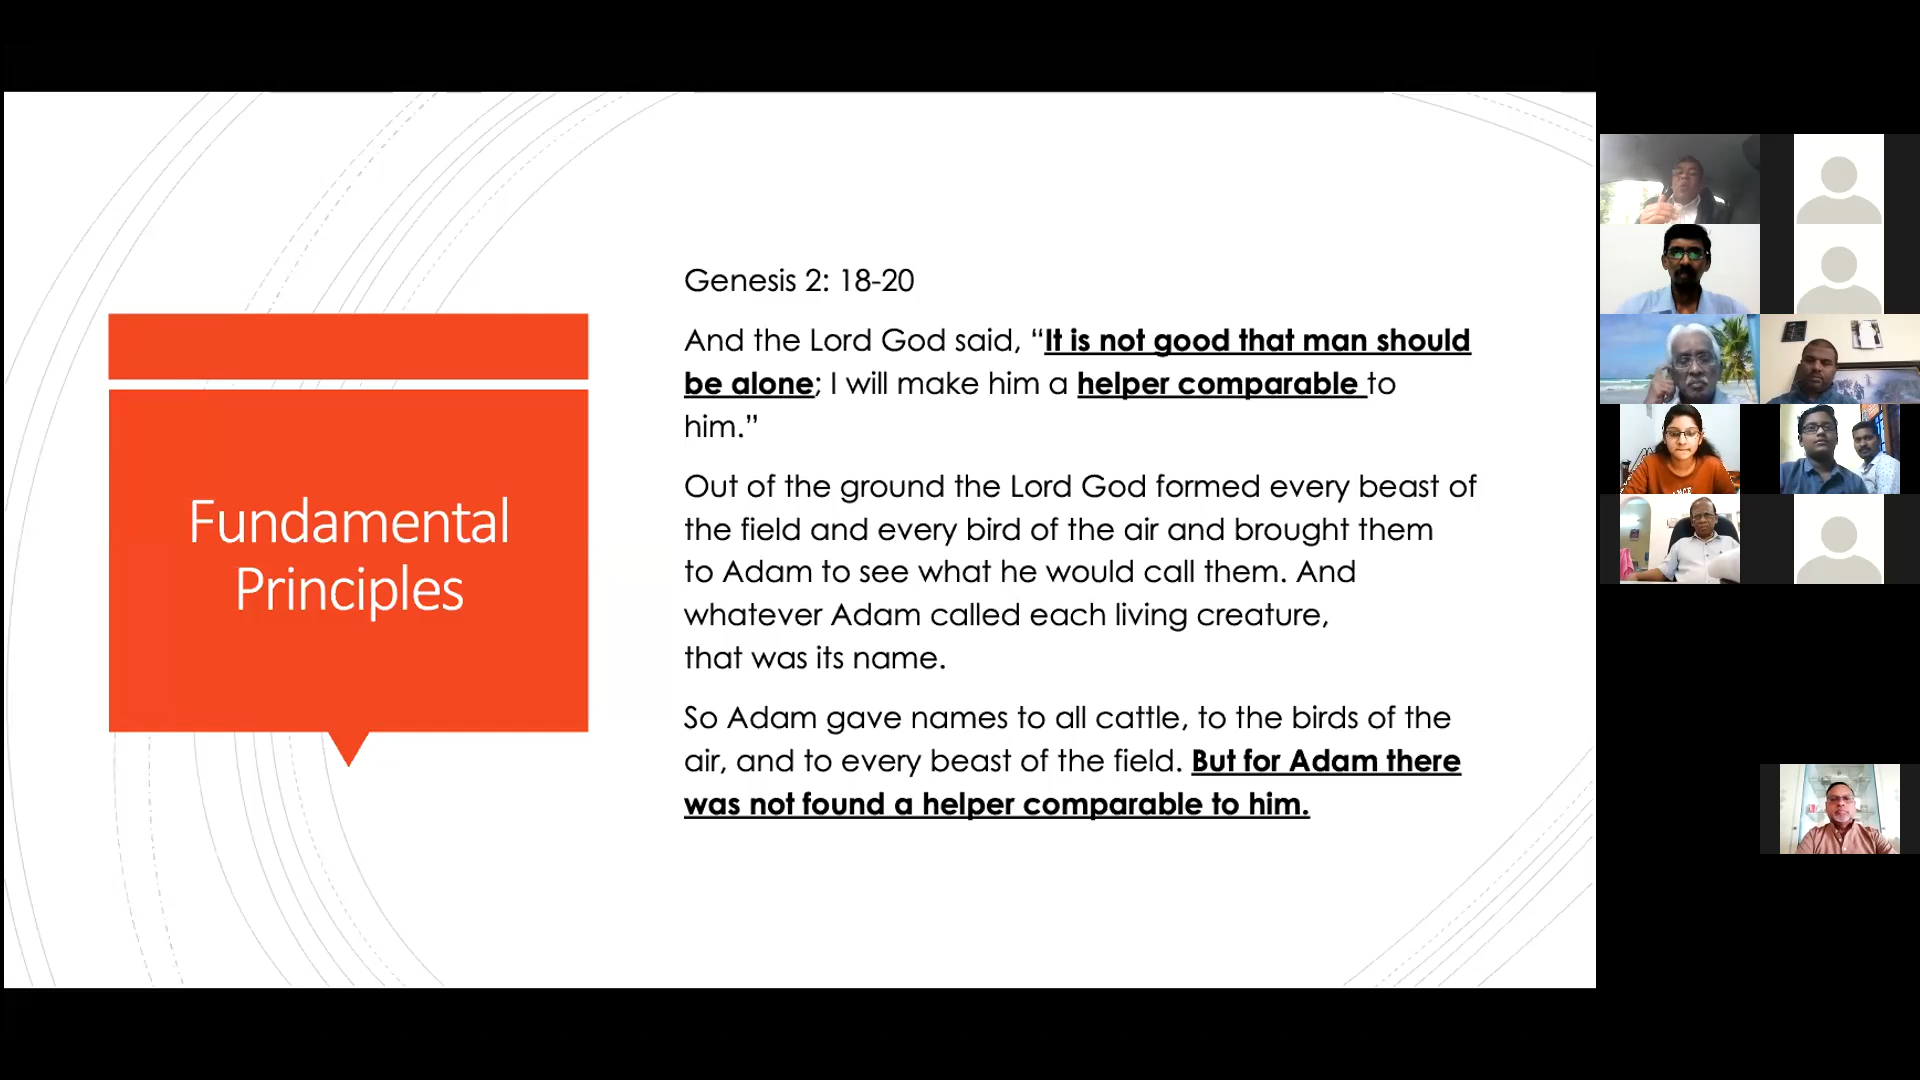 Fundamental
Principles
Genesis 2: 18-20
And the Lord God said, “It is not good that man should
be alone; I will make him a helper comparable to
him.”
Out of the ground the Lord God formed every beast of
the field and every bird of the air and brought them
to Adam to see what he would call them. And
whatever Adam called each living creature,
that was its name.
So Adam gave names to all cattle, to the birds of the
air, and to every beast of the field. But for Adam there
was not found a helper comparable to him.